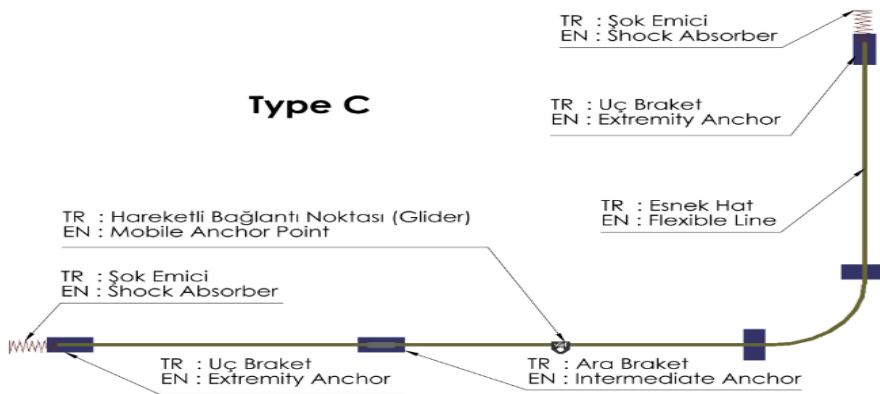 TR : Şok Emici
EN : Shock Absorber
Type C
TR : Uç Braket
EN : Extremity Anchor
TR : Hareketli Bağlantı Noktası (Glider)
EN : Mobile Anchor Point
TR : Esnek Hat
EN : Flexible Line
TR : Şok Emici
EN : Shock Absorber
TR : Uç Braket
EN : Extremity Anchor
TR : Ara Braket
EN : Intermediate Anchor